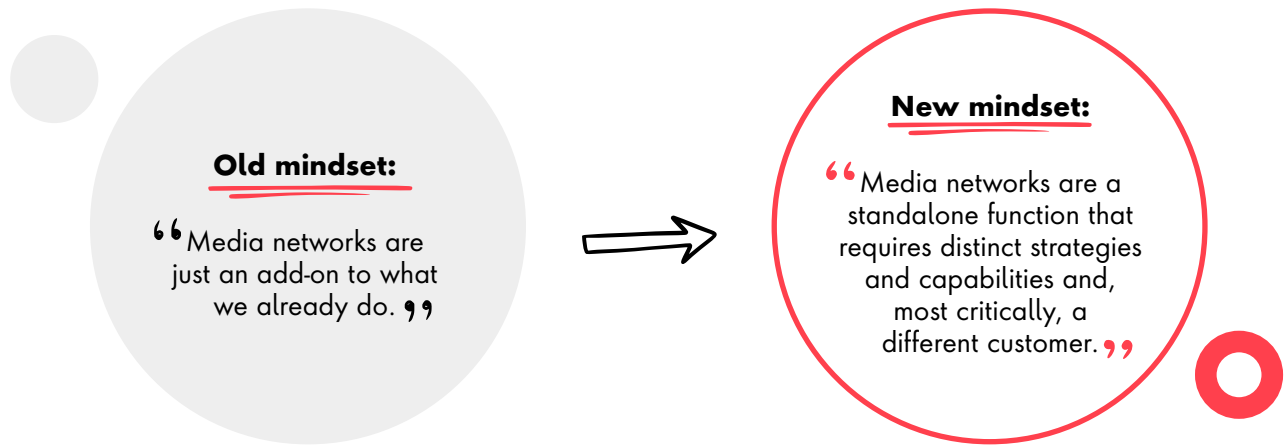 Old mindset:
“Media networks are
just an add-on to what
we already do.”
New mindset:
“Media networks are a
standalone function that
requires distinct strategies
and capabilities and,
most critically, a
different customer.”